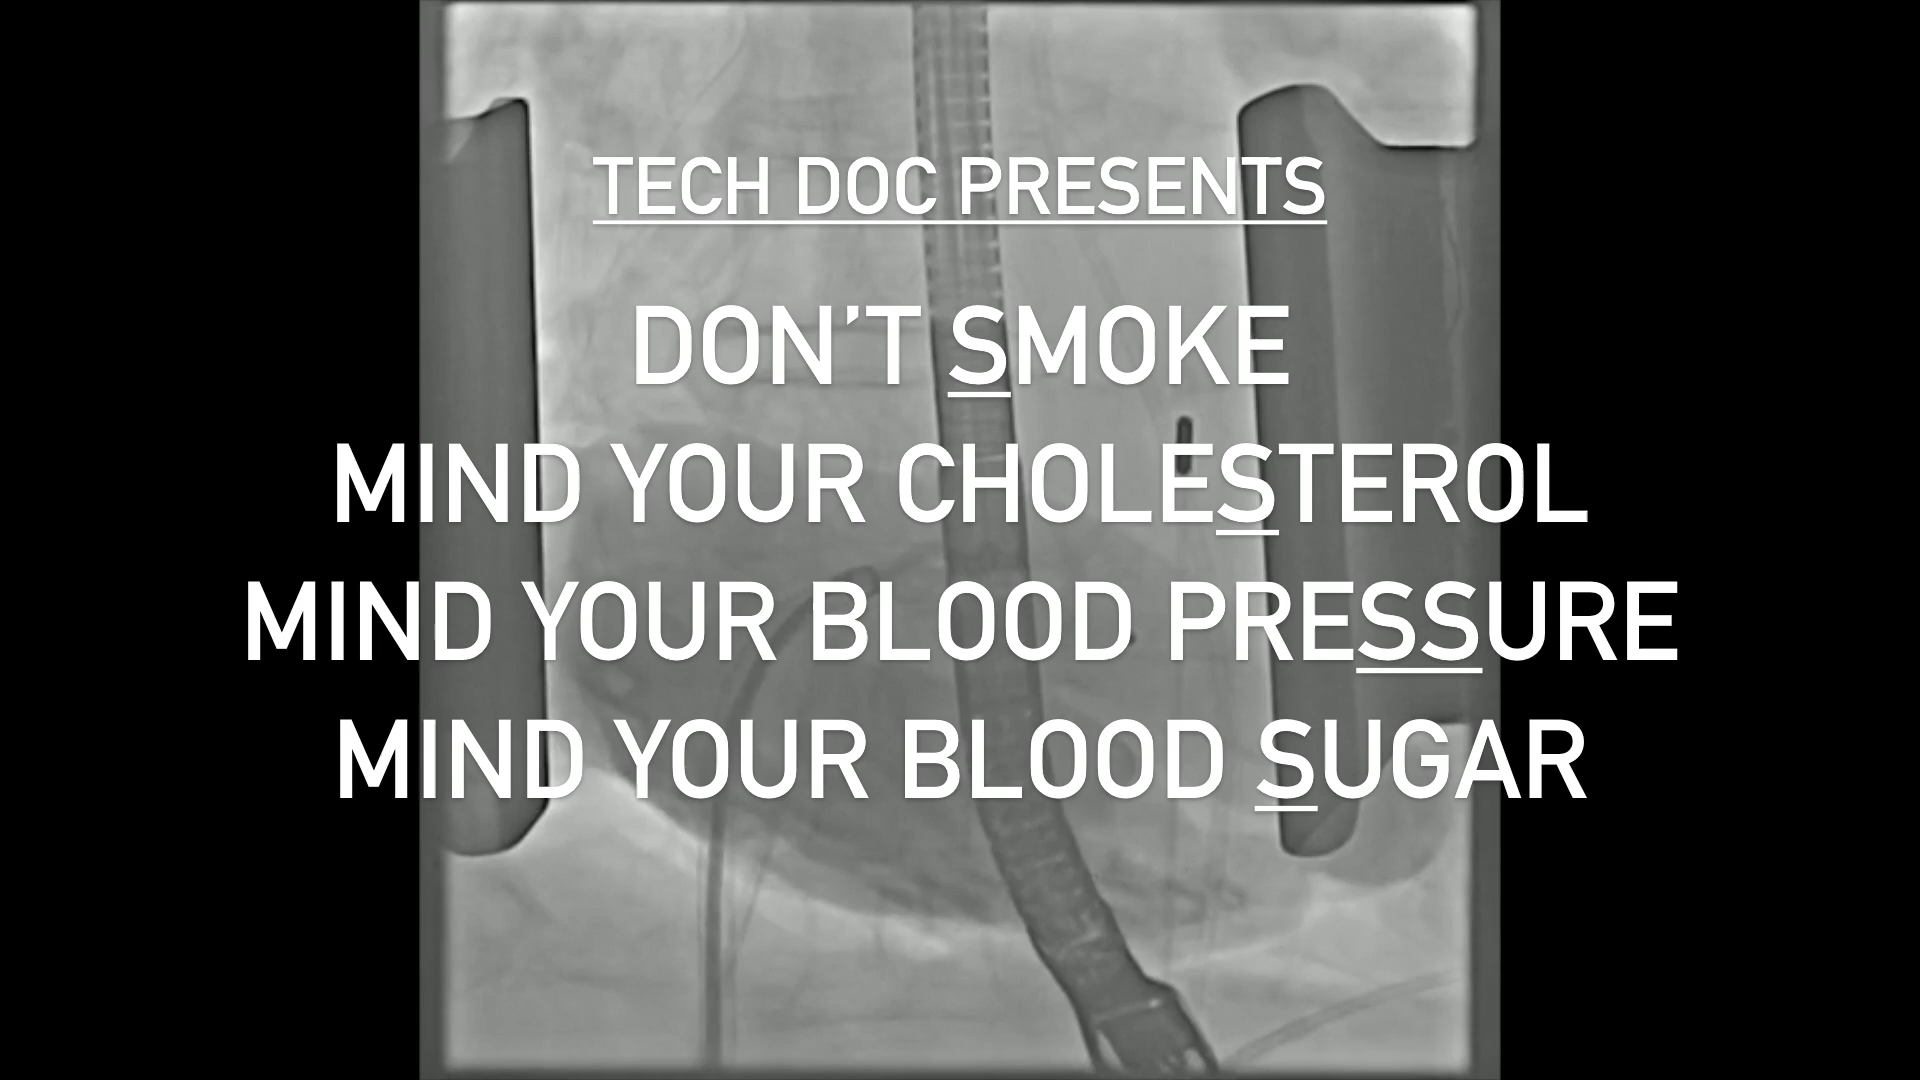 TECH DOC PRESENTS
DON’T SMOKE
MIND YOUR CHOLESTEROL
MIND YOUR BLOOD PRESSURE
MIND YOUR BLOOD SUGAR